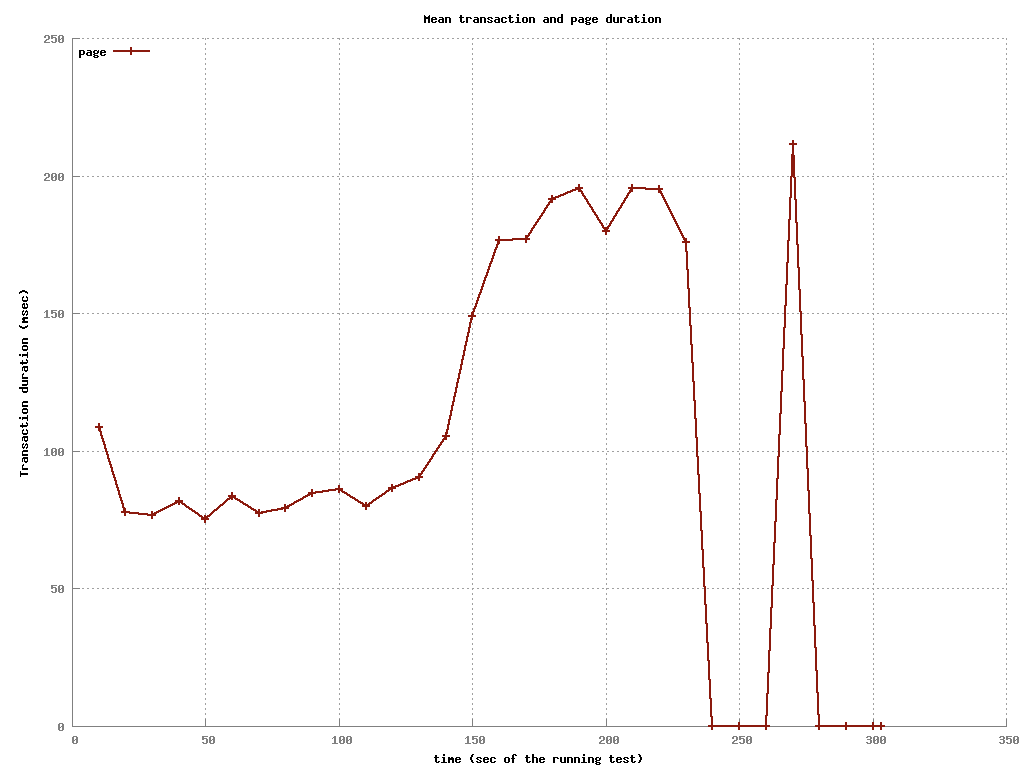 Mean transaction and page duration
250
page
200
150
100
50
0
Transaction duration (msec)
0 50 100 150 200 250 300 350
time (sec of the running test)